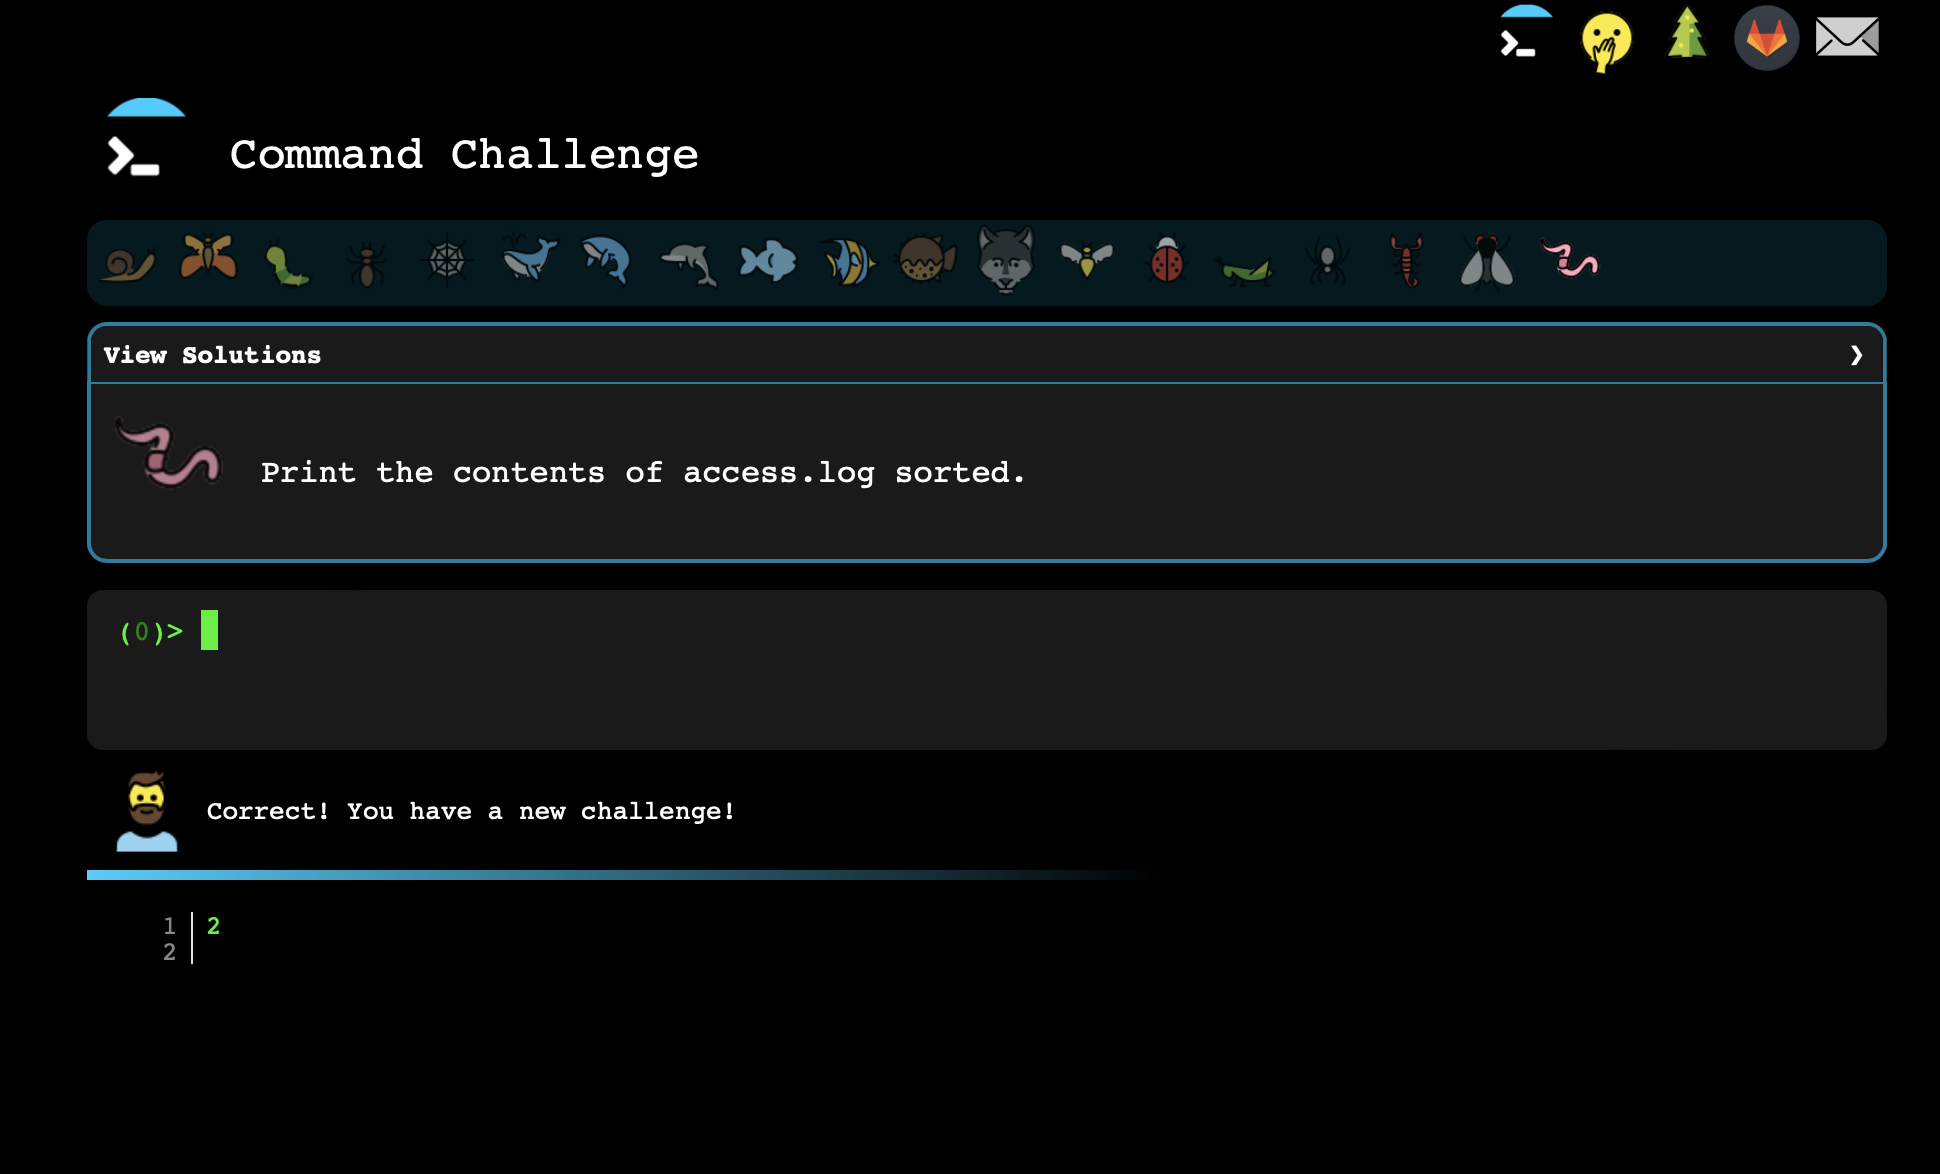 Command Challenge
View Solutions ❯
Print the contents of access.log sorted.
(0)>
Correct! You have a new challenge!
1 2
2